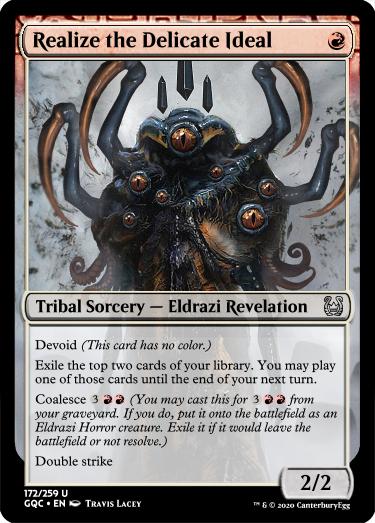 Realize the Delicate Ideal
Tribal Sorcery — Eldrazi Revelation
Devoid (This card has no color.)
Exile the top two cards of your library. You may play
one of those cards until the end of your next turn.
Coalesce 3 (You may cast this for 3 from
your graveyard. If you do, put it onto the battlefield as an
Eldrazi Horror creature. Exile it if it would leave the
battlefield or not resolve.)
Double strike
2/2
172/259 U
GQC • EN Travis Lacey
™ & © 2020 CanterburyEgg